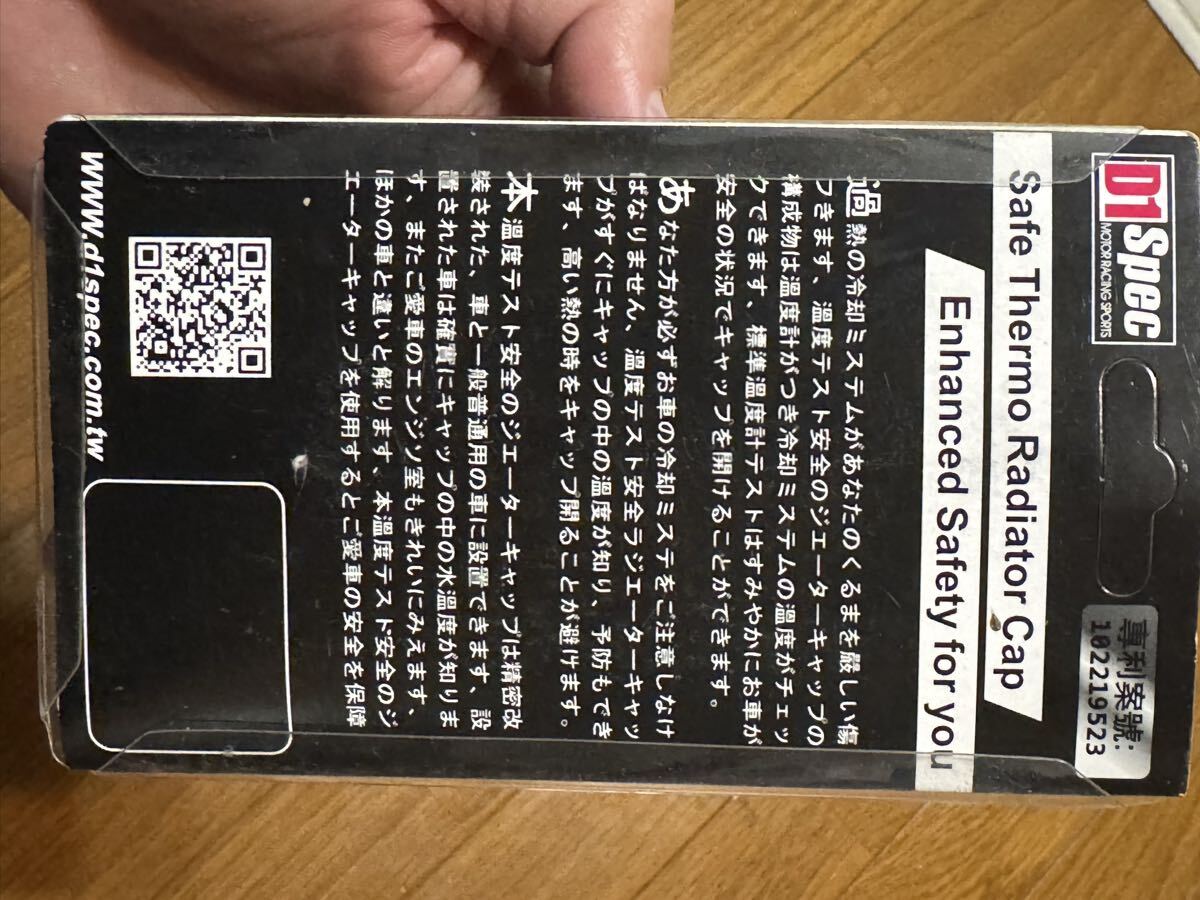 D1 Spec
MOTOR RACING SPORTS
專利案號:
102219523
Safe Thermo Radiator Cap
Enhanced Safety for you
過熱の冷却ミステムがあなたのくるまを厳しい傷
つきます、溫度テスト安全のジエーターキャップの
構成物は溫度計がつき冷却ミステムの溫度がチェッ
クできます、標準溫度計テストはすみやかにお車が
安全の状況でキャップを開けることができます。
あなた方が必ずお車の冷却ミステをご注意しなけ
ばなりません、溫度テスト安全ラジエーターキャッ
プがすぐにキャップの中の溫度が知り、予防もでき
ます、高い熱の時をキャップ開ることが避けます。
本溫度テスト安全のジエーターキャップは精密改
裝された、車と一般普通用の車に設置できます、設
置された車は確實にキャップの中の水溫度が知りま
す、またご愛車のエンジソ室もきれいにみえます、
ほかの車と違いと解ります、本溫度テスト安全のジ
エーターキャップを使用するとご愛車の安全を保障
www.d1spec.com.tw